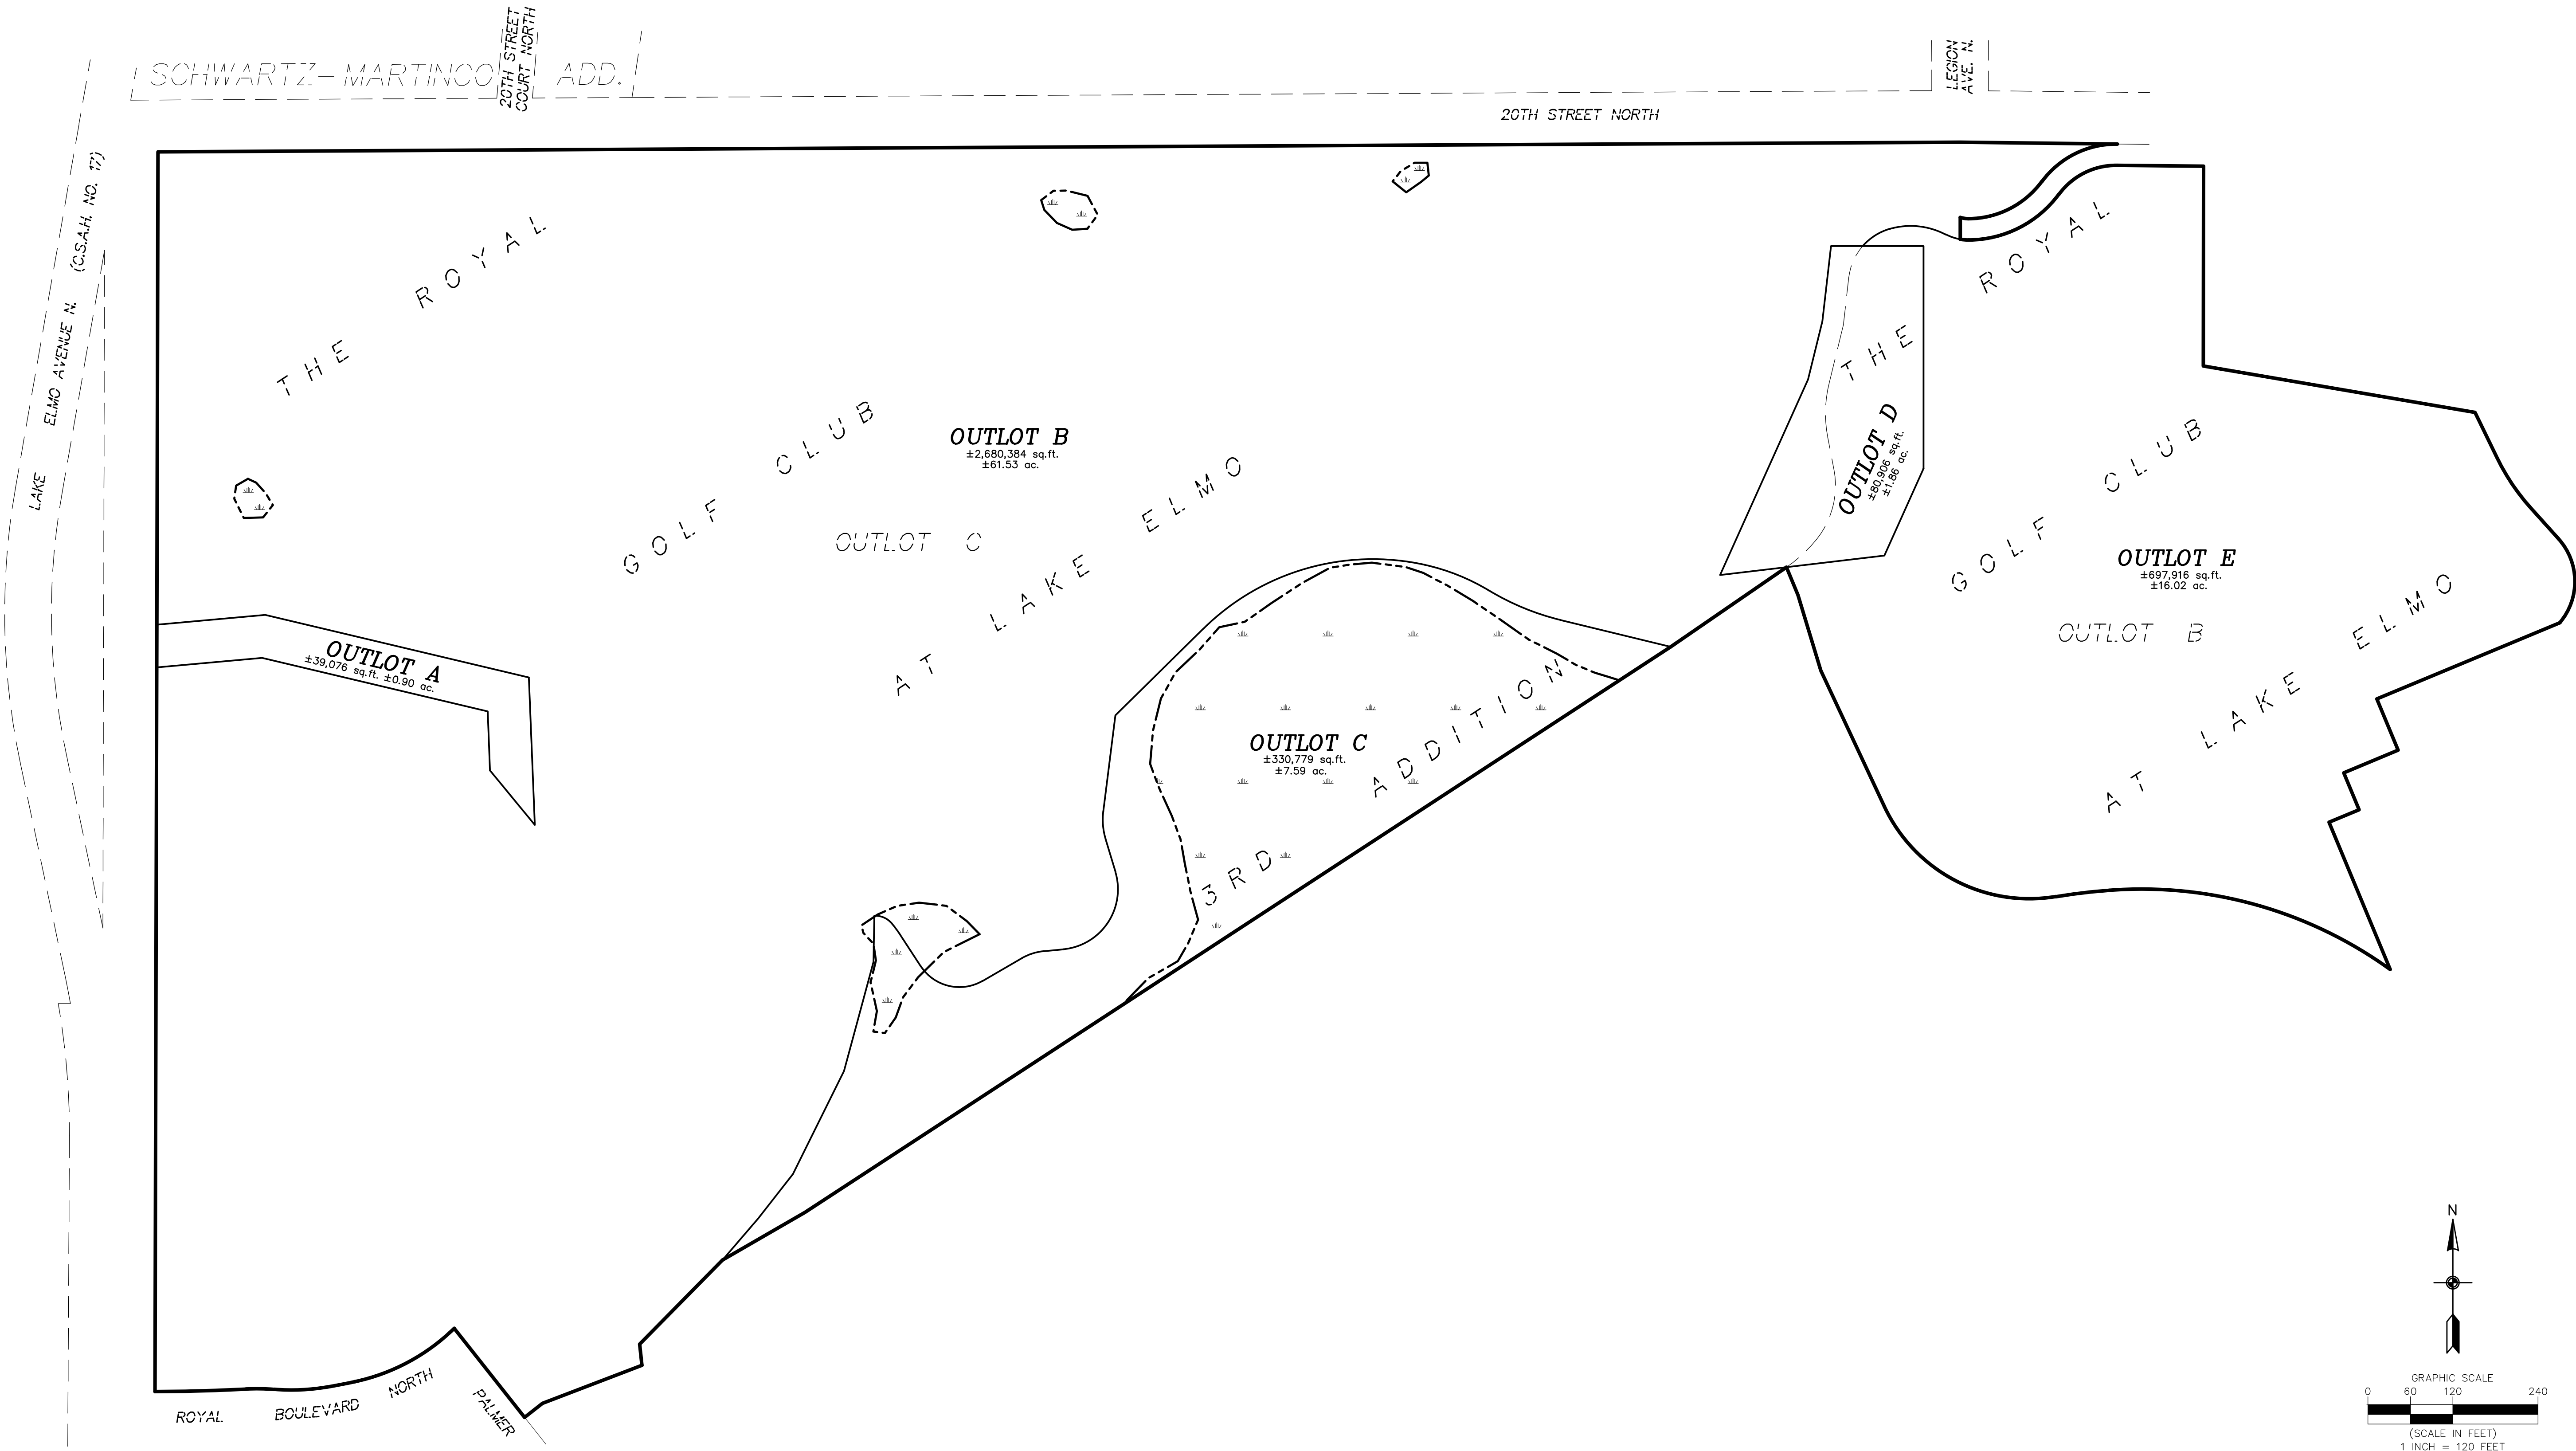 20TH STREET
COURT NORTH
SCHWARTZ-MARTINCO ADD.
LEGION
AVE. N.
20TH STREET NORTH
LAKE ELMO AVENUE N. (C.S.A.H. NO. 17)
THE ROYAL
GOLF CLUB
AT LAKE ELMO
3RD ADDITION
OUTLOT B
±2,680,384 sq.ft.
±61.53 ac.
OUTLOT C
OUTLOT A
±39,076 sq.ft. ±0.90 ac.
OUTLOT C
±330,779 sq.ft.
±7.59 ac.
OUTLOT D
±80,906 sq.ft.
±1.86 ac.
THE ROYAL
GOLF CLUB
AT LAKE ELMO
OUTLOT E
±697,916 sq.ft.
±16.02 ac.
OUTLOT B
ROYAL BOULEVARD NORTH
PALMER
N
GRAPHIC SCALE
0 60 120 240
(SCALE IN FEET)
1 INCH = 120 FEET